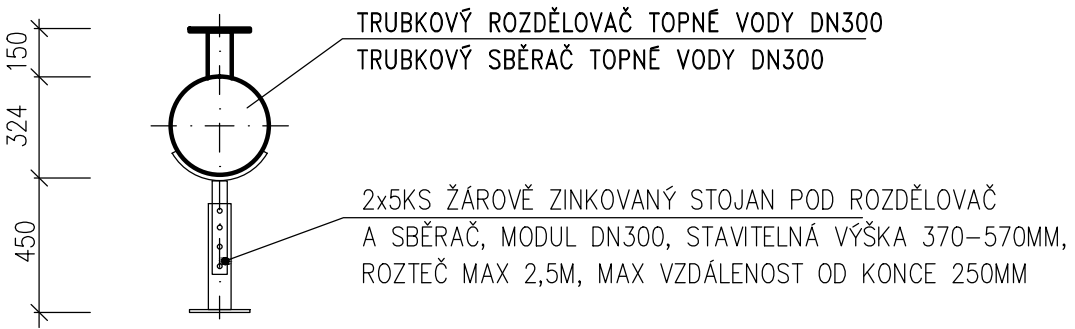 TRUBKOVÝ ROZDĚLOVAČ TOPNÉ VODY DN300
TRUBKOVÝ SBĚRAČ TOPNÉ VODY DN300
150
324
450
2x5KS ŽÁROVĚ ZINKOVANÝ STOJAN POD ROZDĚLOVAČ
A SBĚRAČ, MODUL DN300, STAVITELNÁ VÝŠKA 370-570MM,
ROZTEČ MAX 2,5M, MAX VZDÁLENOST OD KONCE 250MM